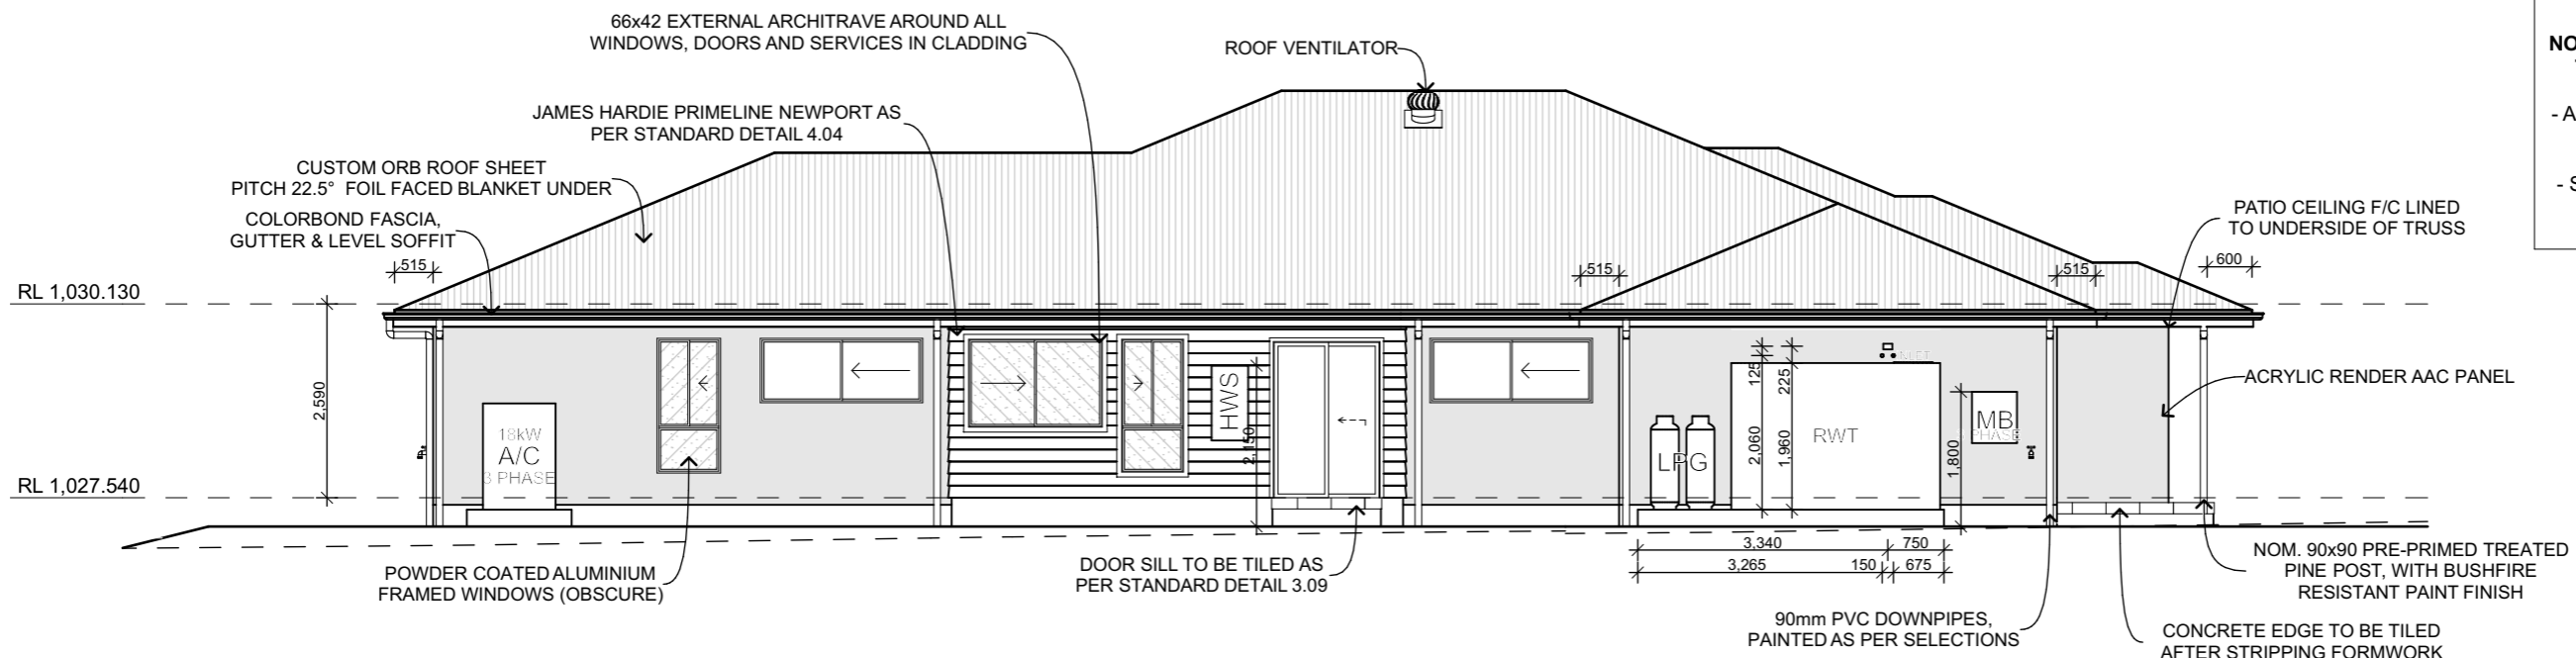 66x42 EXTERNAL ARCHITRAVE AROUND ALL
WINDOWS, DOORS AND SERVICES IN CLADDING
ROOF VENTILATOR
JAMES HARDIE PRIMELINE NEWPORT AS
PER STANDARD DETAIL 4.04
CUSTOM ORB ROOF SHEET
PITCH 22.5° FOIL FACED BLANKET UNDER
COLORBOND FASCIA,
GUTTER & LEVEL SOFFIT
PATIO CEILING F/C LINED
TO UNDERSIDE OF TRUSS
515
515
515
600
RL 1,030.130
2,590
RL 1,027.540
18kW
A/C
3 PHASE
HWS
2,150
LPG
125
225
2,060
1,960
RWT
1,800
MB
PHASE
ACRYLIC RENDER AAC PANEL
3,340
750
3,265
150
675
POWDER COATED ALUMINIUM
FRAMED WINDOWS (OBSCURE)
DOOR SILL TO BE TILED AS
PER STANDARD DETAIL 3.09
90mm PVC DOWNPIPES,
PAINTED AS PER SELECTIONS
NOM. 90x90 PRE-PRIMED TREATED
PINE POST, WITH BUSHFIRE
RESISTANT PAINT FINISH
CONCRETE EDGE TO BE TILED
AFTER STRIPPING FORMWORK